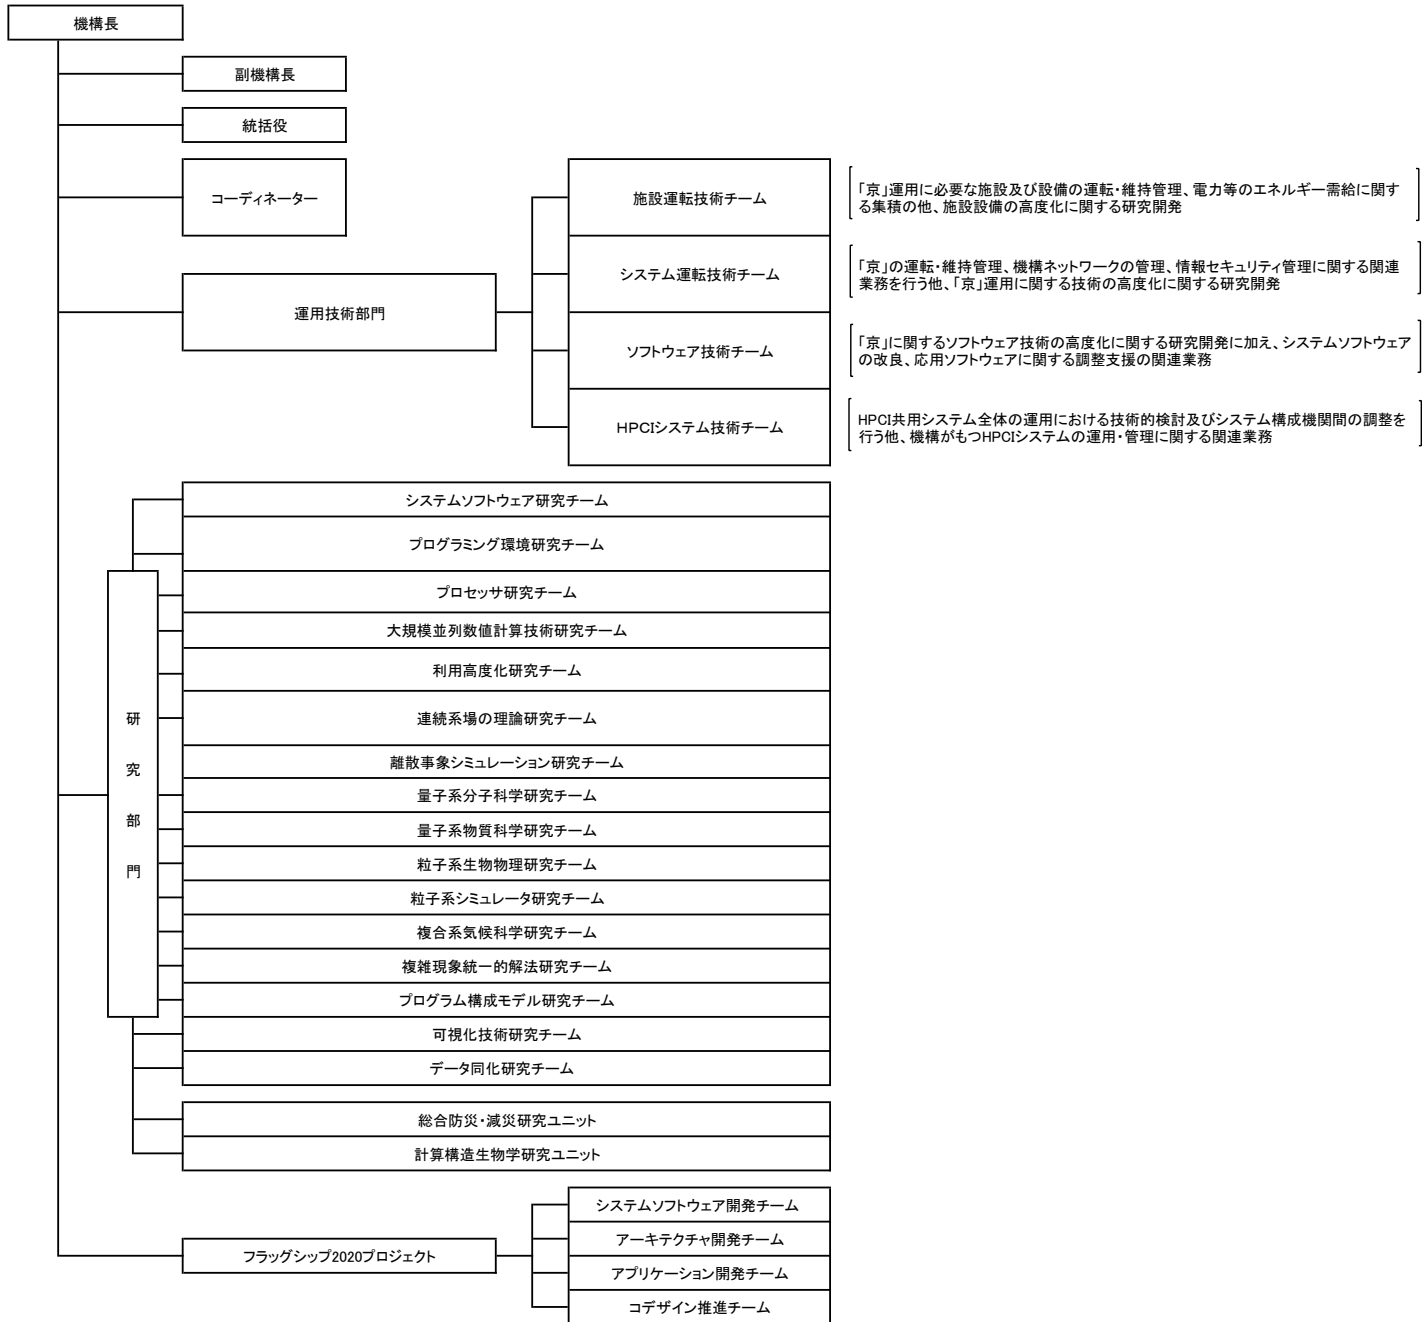 機構長
副機構長
統括役
コーディネーター
運用技術部門
施設運転技術チーム
「京」運用に必要な施設及び設備の運転・維持管理、電力等のエネルギー需給に関す
る集積の他、施設設備の高度化に関する研究開発
システム運転技術チーム
「京」の運転・維持管理、機構ネットワークの管理、情報セキュリティ管理に関する関連
業務を行う他、「京」運用に関する技術の高度化に関する研究開発
ソフトウェア技術チーム
「京」に関するソフトウェア技術の高度化に関する研究開発に加え、システムソフトウェア
の改良、応用ソフトウェアに関する調整支援の関連業務
HPCIシステム技術チーム
HPCI共用システム全体の運用における技術的検討及びシステム構成機関間の調整を
行う他、機構がもつHPCIシステムの運用・管理に関する関連業務
研究部門
システムソフトウェア研究チーム
プログラミング環境研究チーム
プロセッサ研究チーム
大規模並列数値計算技術研究チーム
利用高度化研究チーム
連続系場の理論研究チーム
離散事象シミュレーション研究チーム
量子系分子科学研究チーム
量子系物質科学研究チーム
粒子系生物物理研究チーム
粒子系シミュレータ研究チーム
複合系気候科学研究チーム
複雑現象統一的解法研究チーム
プログラム構成モデル研究チーム
可視化技術研究チーム
データ同化研究チーム
総合防災・減災研究ユニット
計算構造生物学研究ユニット
フラッグシップ2020プロジェクト
システムソフトウェア開発チーム
アーキテクチャ開発チーム
アプリケーション開発チーム
コデザイン推進チーム